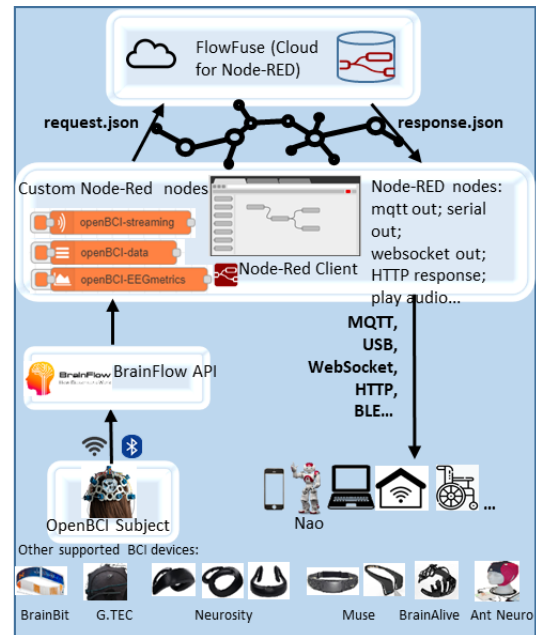 FlowFuse (Cloud
for Node-RED)
request.json
response.json
Custom Node-Red nodes
openBCI-streaming
openBCI-data
openBCI-EEGmetrics
Node-Red Client
Node-RED nodes:
mqtt out; serial
out;
websocket out;
HTTP response;
play audio...
MQTT,
USB,
WebSocket,
HTTP,
BLE...
BrainFlow
BrainFlow API
OpenBCI Subject
Nao
...
Other supported BCI devices:
BrainBit
G.TEC
Neurosity
Muse
BrainAlive
Ant Neuro